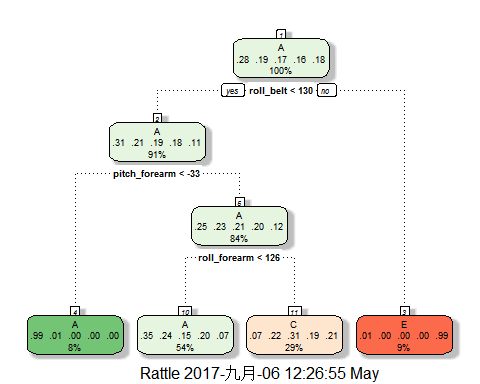 1
A
.28 .19 .17 .16 .18
100%
yes roll_belt < 130 no
2
A
.31 .21 .19 .18 .11
91%
pitch_forearm < -33
5
A
.25 .23 .21 .20 .12
84%
roll_forearm < 126
4
A
.99 .01 .00 .00 .00
8%
10
A
.35 .24 .15 .20 .07
54%
11
C
.07 .22 .31 .19 .21
29%
3
E
.01 .00 .00 .00 .99
9%
Rattle 2017-九月-06 12:26:55 May